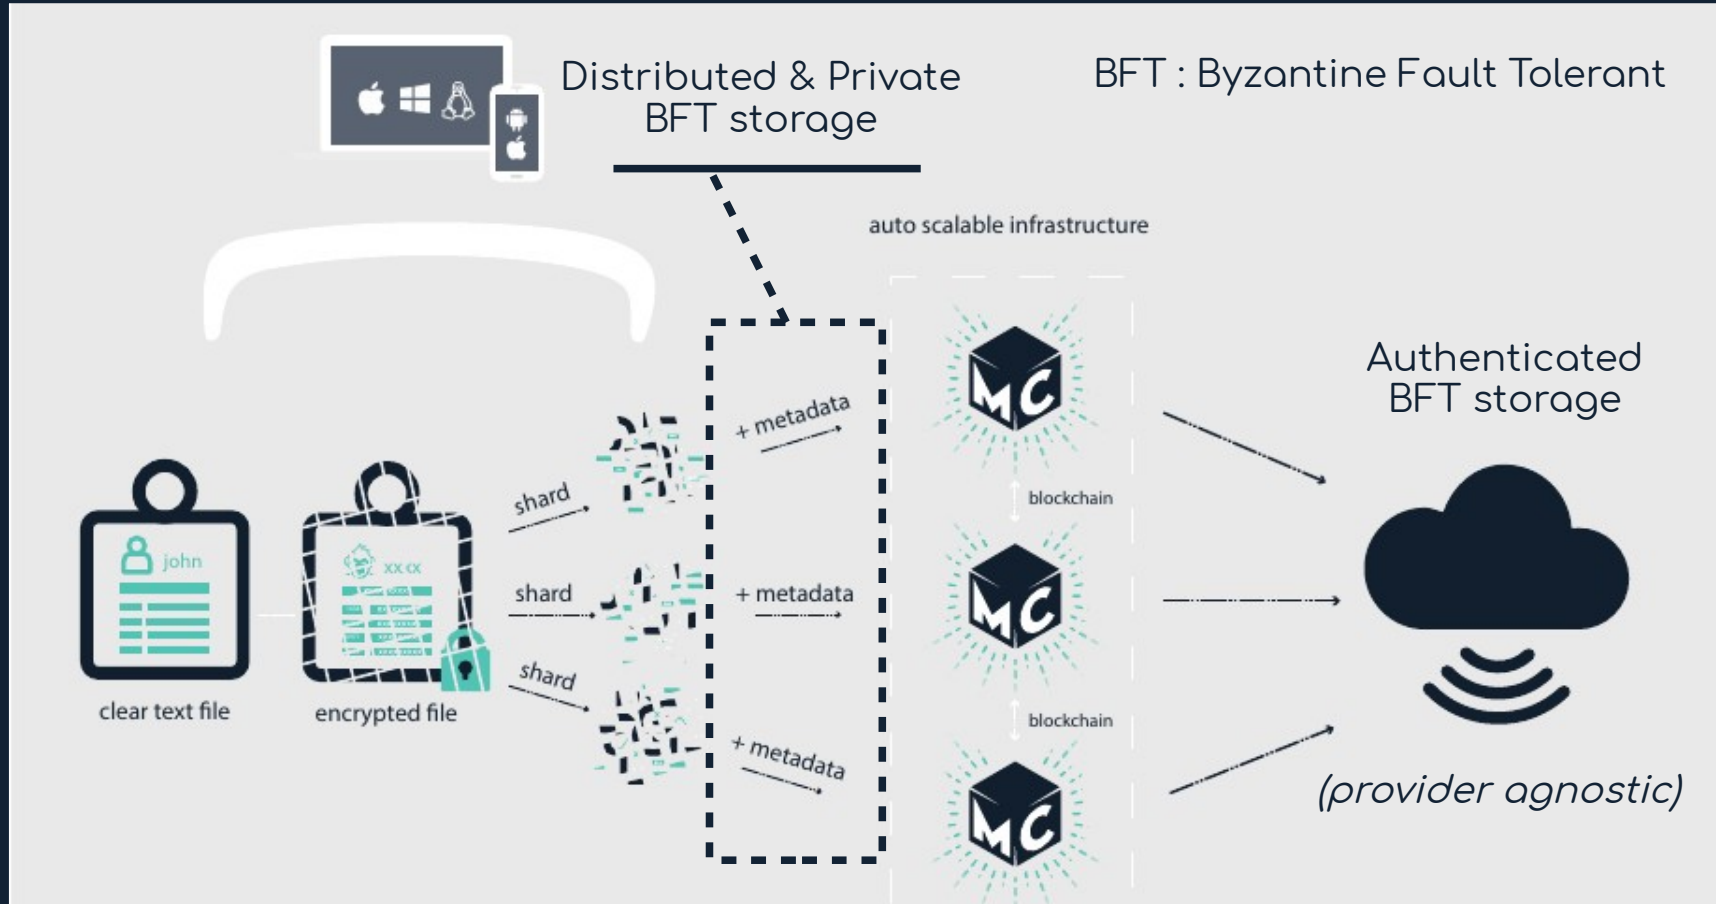 Distributed & Private
BFT storage
BFT : Byzantine Fault Tolerant
auto scalable infrastructure
Authenticated
BFT storage
(provider agnostic)
john
clear text file
xx xx
encrypted file
shard
shard
shard
+ metadata
+ metadata
+ metadata
MC
blockchain
MC
blockchain
MC